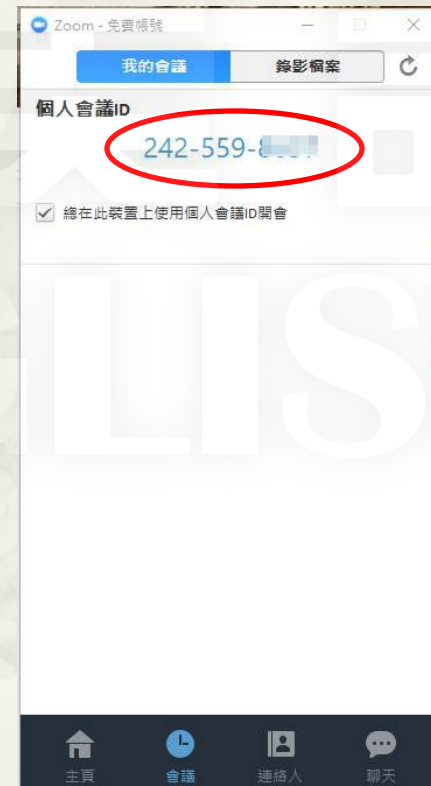 Zoom - 免費帳號
我的會議 錄影檔案
個人會議ID
242-559-8
總在此裝置上使用個人會議ID開會
LIS
主頁 會議 連絡人 聊天